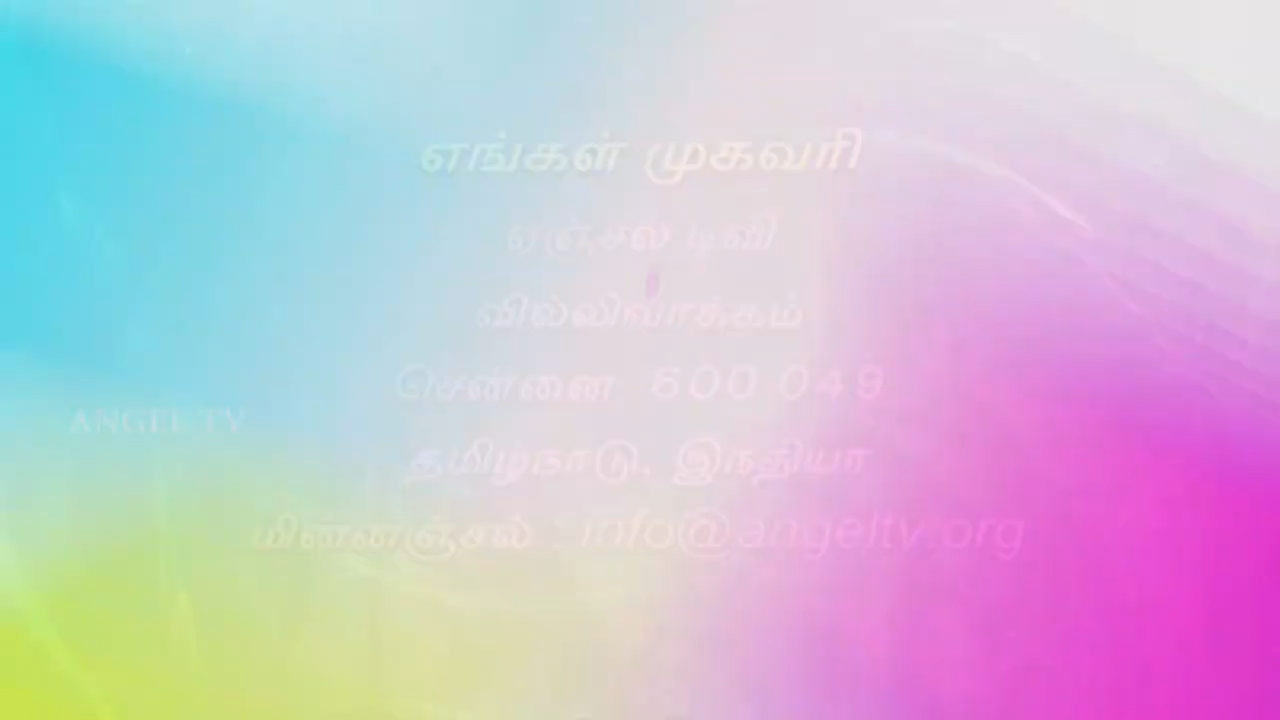 எங்கள் முகவரி
ஏஞ்சல் டிவி
வில்லிவாக்கம்
சென்னை 600 049
தமிழ்நாடு, இந்தியா
ANGEL TV
மின்னஞ்சல் : info@angeltv.org